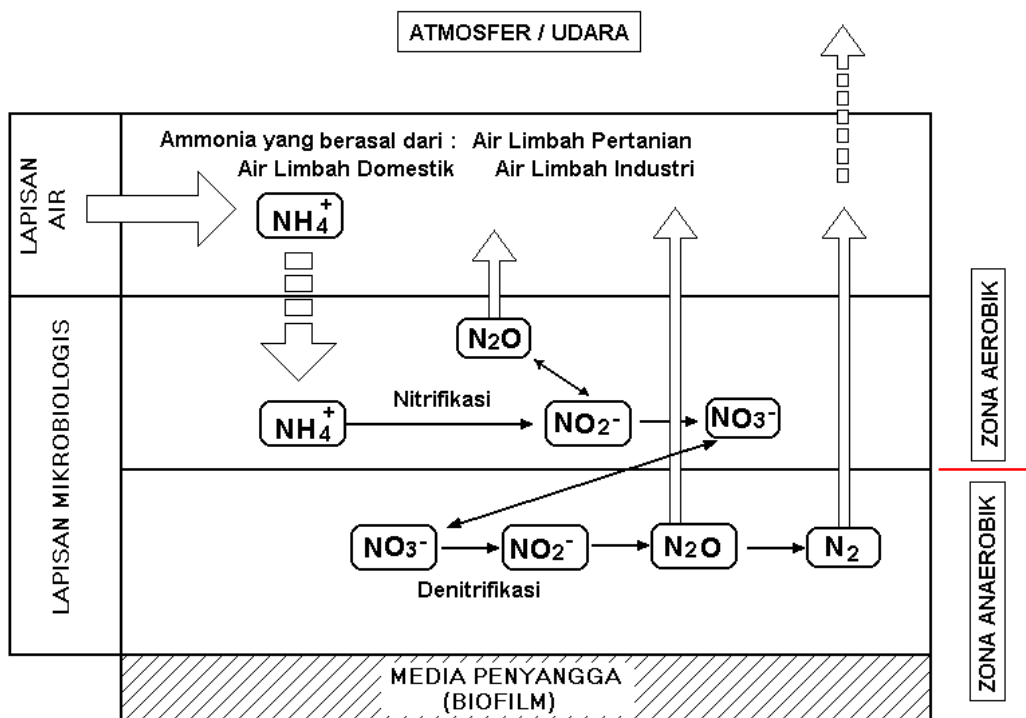 ATMOSFER / UDARA
LAPISAN
AIR
Ammonia yang berasal dari : Air Limbah Pertanian
Air Limbah Domestik Air Limbah Industri
NH₄⁺
LAPISAN MIKROBIOLOGIS
N₂O
NH₄⁺
Nitrifikasi
NO₂⁻
NO₃⁻
NO₃⁻
NO₂⁻
N₂O
N₂
Denitrifikasi
ZONA AEROBIK
ZONA ANAEROBIK
MEDIA PENYANGGA
(BIOFILM)